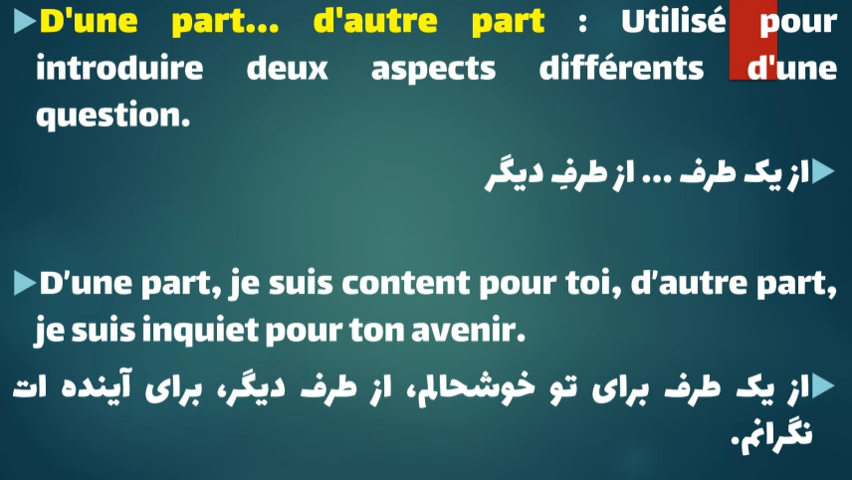 D'une part... d'autre part : Utilisé pour
introduire deux aspects différents d'une
question.
از یک طرف ... از طرفِ دیگر
D'une part, je suis content pour toi, d'autre part,
je suis inquiet pour ton avenir.
از یک طرف برای تو خوشحالم، از طرف دیگر، برای آینده ات
نگرانم.